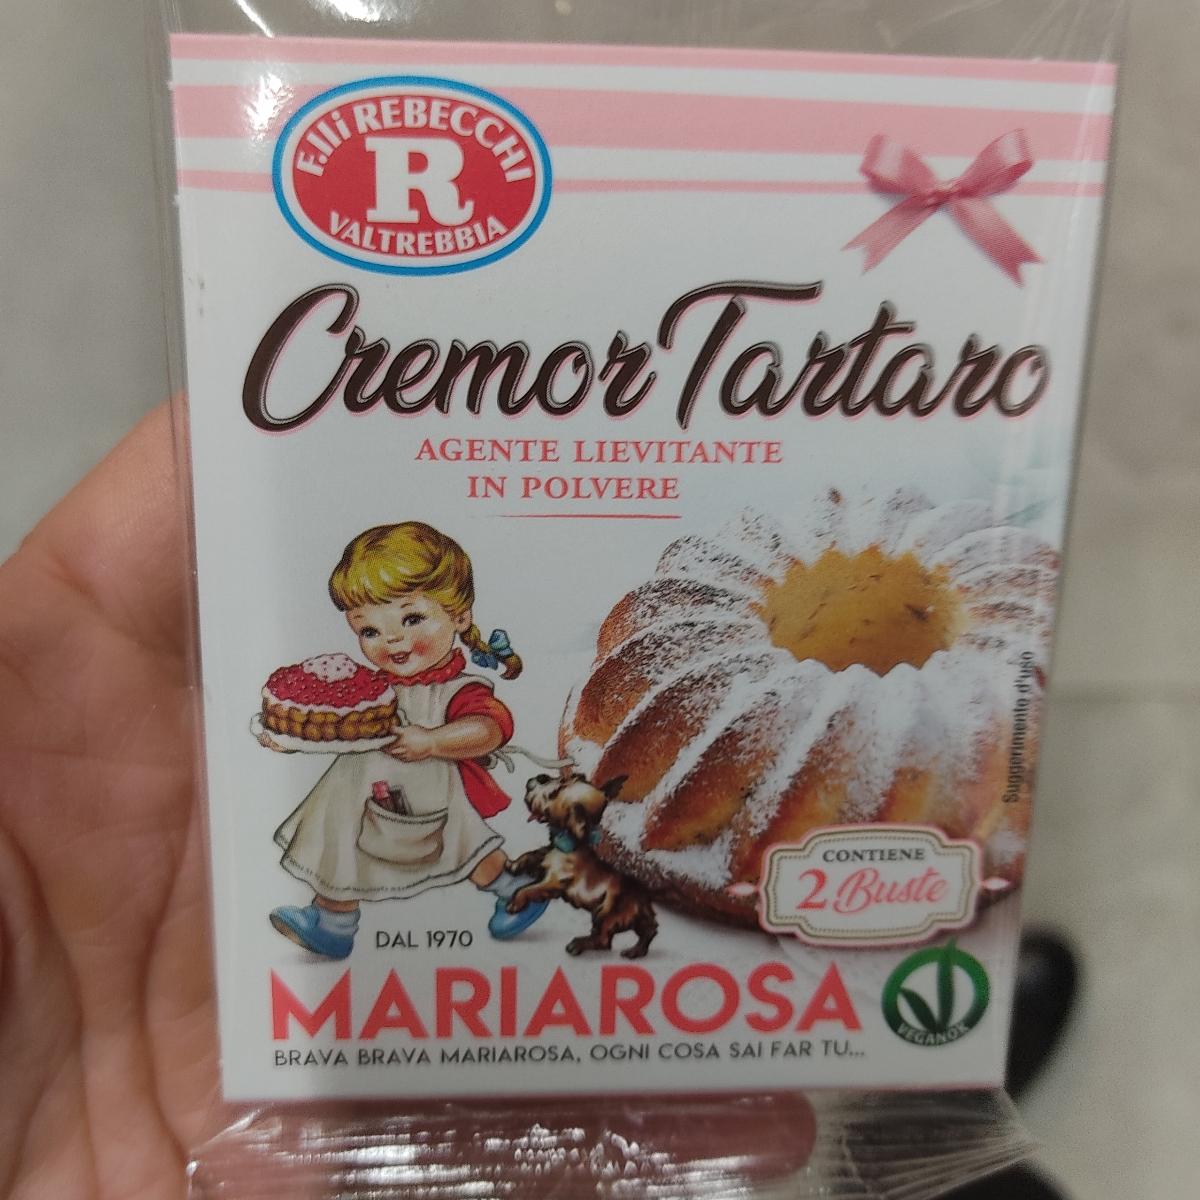 F.lli REBECCHI
R
VALTREBBIA
Cremor Tartaro
AGENTE LIEVITANTE
IN POLVERE
Suggerimento d'uso
CONTIENE
2 Buste
DAL 1970
MARIAROSA
VEGANOK
BRAVA BRAVA MARIAROSA, OGNI COSA SAI FAR TU...